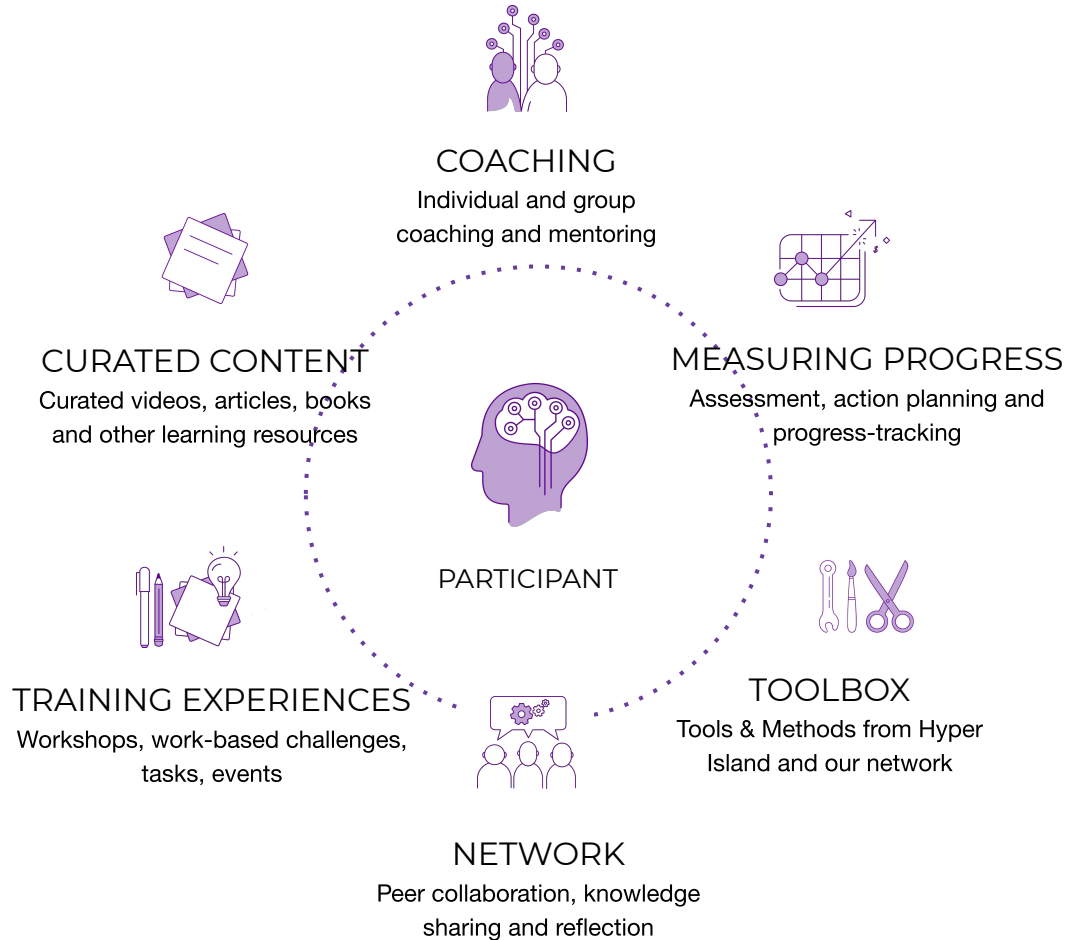 COACHING
Individual and group
coaching and mentoring
CURATED CONTENT
Curated videos, articles, books
and other learning resources
MEASURING PROGRESS
Assessment, action planning and
progress-tracking
PARTICIPANT
TRAINING EXPERIENCES
Workshops, work-based challenges,
tasks, events
TOOLBOX
Tools & Methods from Hyper
Island and our network
NETWORK
Peer collaboration, knowledge
sharing and reflection